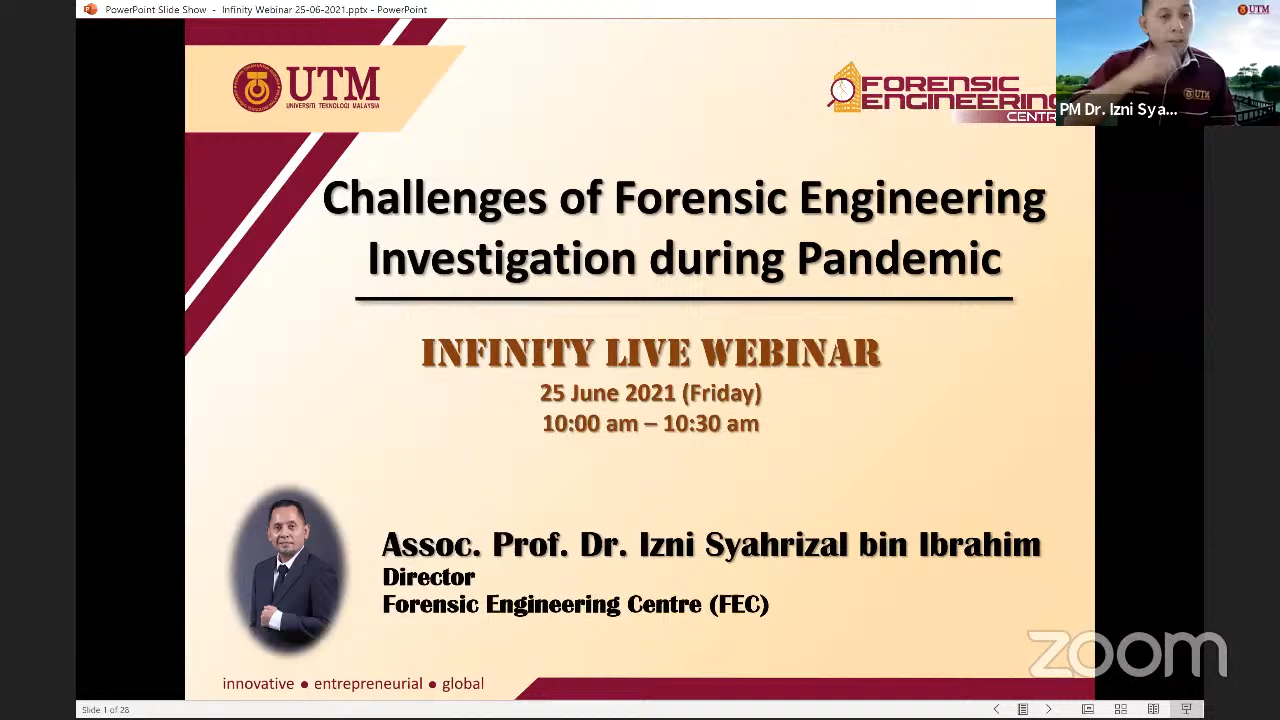 PowerPoint Slide Show - Infinity Webinar 25-06-2021.pptx - PowerPoint
UTM
UNIVERSITI TEKNOLOGI MALAYSIA
FORENSIC
ENGINEERING
CENTR
UTM
UTM
PM Dr. Izni Sya...
Challenges of Forensic Engineering
Investigation during Pandemic
INFINITY LIVE WEBINAR
25 June 2021 (Friday)
10:00 am – 10:30 am
Assoc. Prof. Dr. Izni Syahrizal bin Ibrahim
Director
Forensic Engineering Centre (FEC)
zoom
innovative ● entrepreneurial ● global
Slide 1 of 28